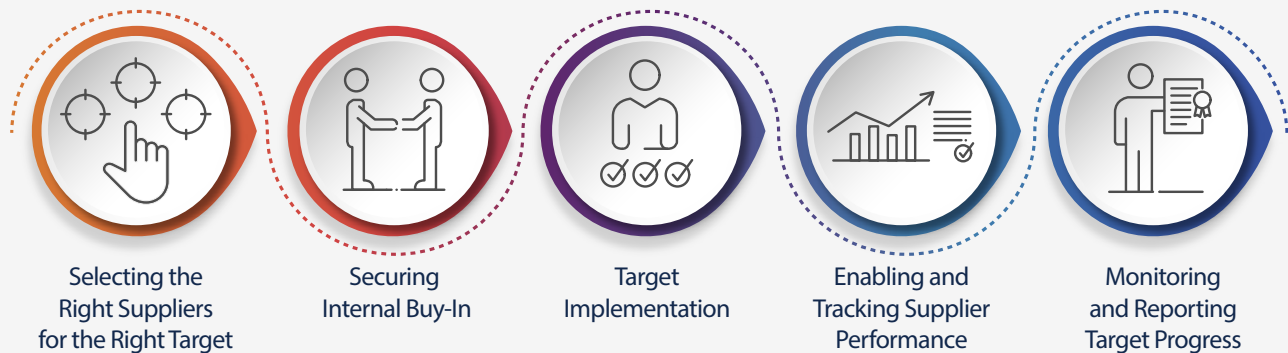 Selecting the
Right Suppliers
for the Right Target
Securing
Internal Buy-In
Target
Implementation
Enabling and
Tracking Supplier
Performance
Monitoring
and Reporting
Target Progress